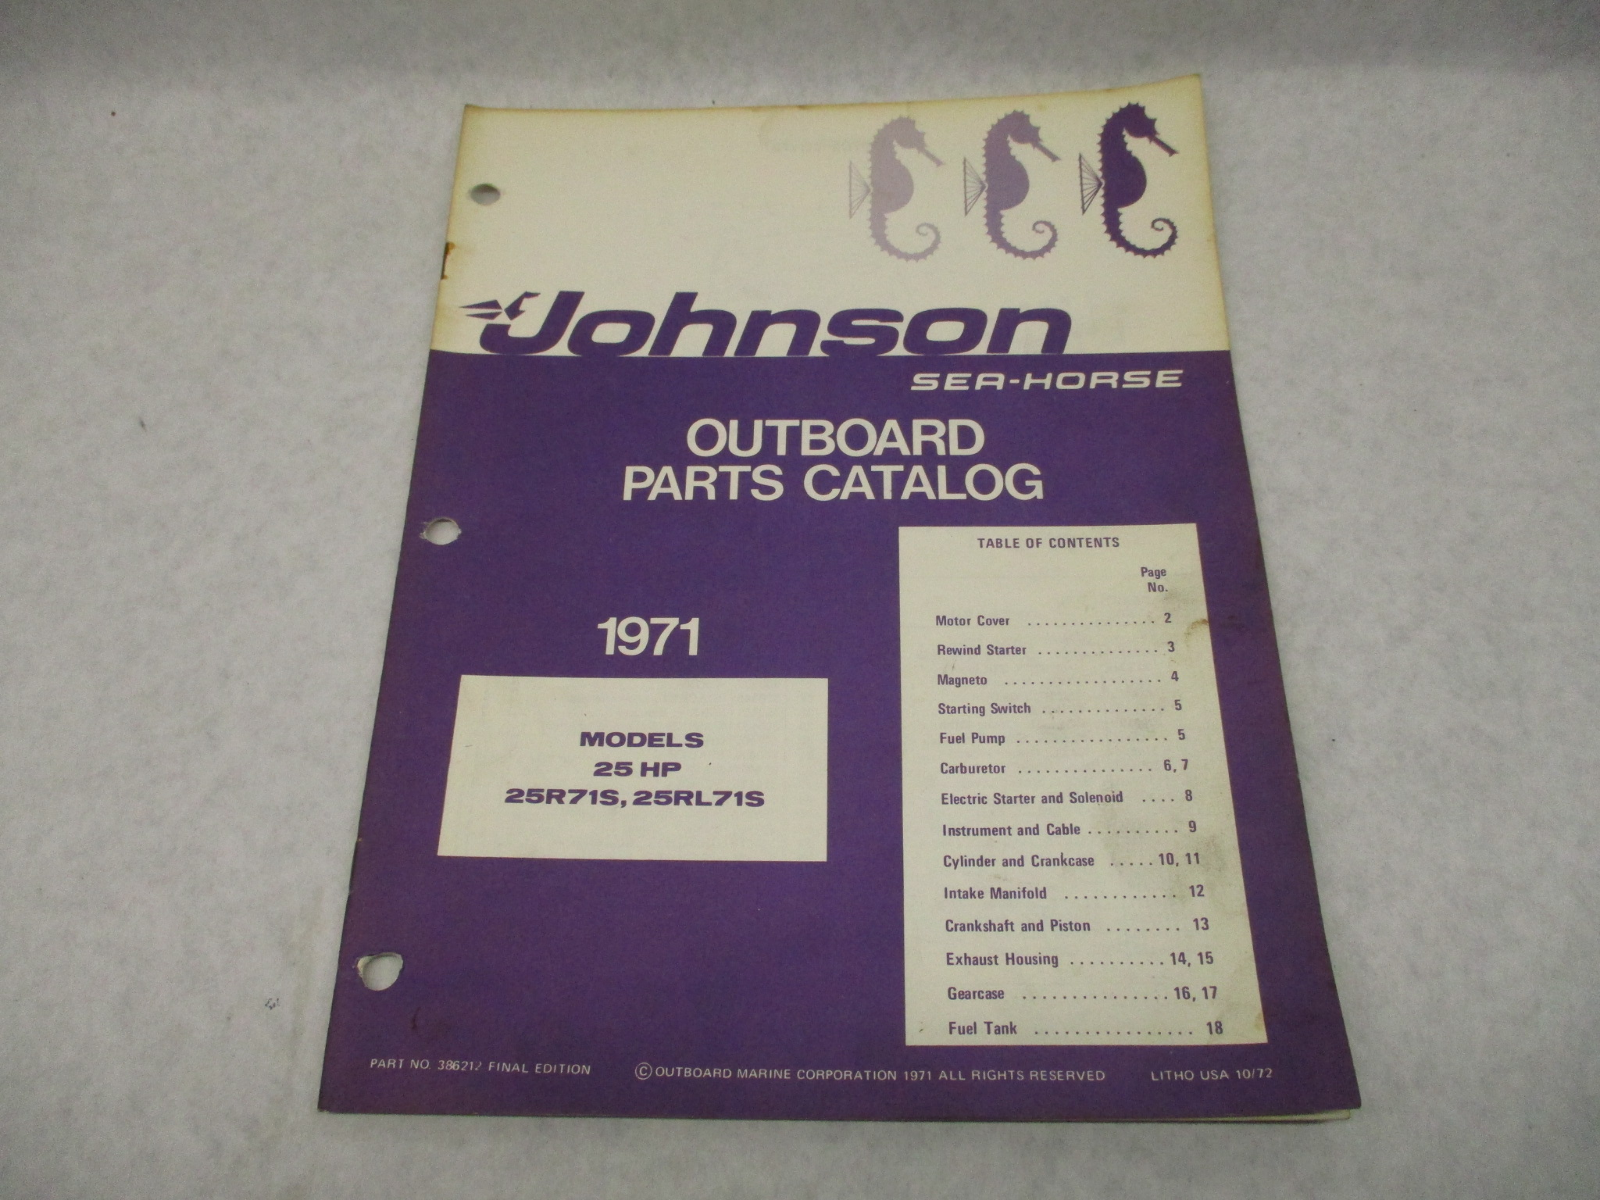 Johnson
SEA-HORSE
OUTBOARD
PARTS CATALOG
1971
MODELS
25 HP
25R71S, 25RL71S
TABLE OF CONTENTS
Page
No.
Motor Cover ............... 2
Rewind Starter .............. 3
Magneto .................. 4
Starting Switch .............. 5
Fuel Pump ................. 5
Carburetor ............... 6, 7
Electric Starter and Solenoid .... 8
Instrument and Cable .......... 9
Cylinder and Crankcase ..... 10, 11
Intake Manifold ............ 12
Crankshaft and Piston ........ 13
Exhaust Housing .......... 14, 15
Gearcase ............... 16, 17
Fuel Tank ................ 18
PART NO. 386212 FINAL EDITION
© OUTBOARD MARINE CORPORATION 1971 ALL RIGHTS RESERVED
LITHO USA 10/72